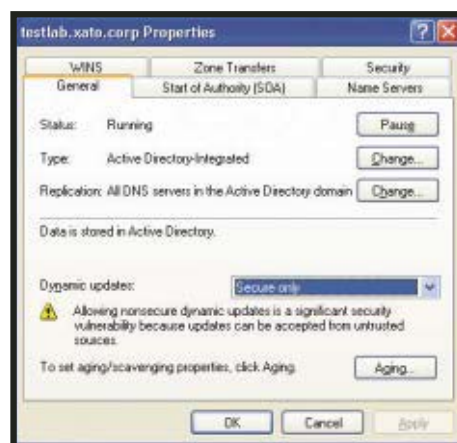 testlab.xato.corp Properties
WINS Zone Transfers Security
General Start of Authority (SOA) Name Servers
Status: Running Pause
Type: Active Directory-Integrated Change...
Replication: All DNS servers in the Active Directory domain Change...
Data is stored in Active Directory.
Dynamic updates: Secure only
Allowing nonsecure dynamic updates is a significant security
vulnerability because updates can be accepted from untrusted
sources.
To set aging/scavenging properties, click Aging. Aging...
OK Cancel Apply